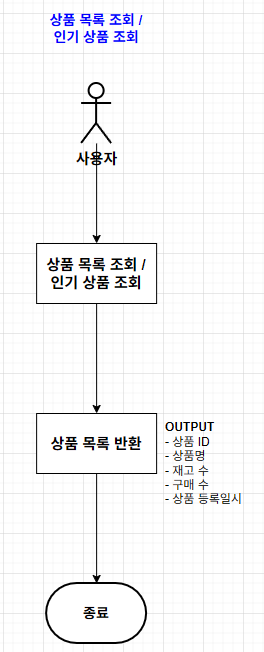 상품 목록 조회 /
인기 상품 조회
사용자
상품 목록 조회 /
인기 상품 조회
상품 목록 반환
OUTPUT
- 상품 ID
- 상품명
- 재고 수
- 구매 수
- 상품 등록일시
종료